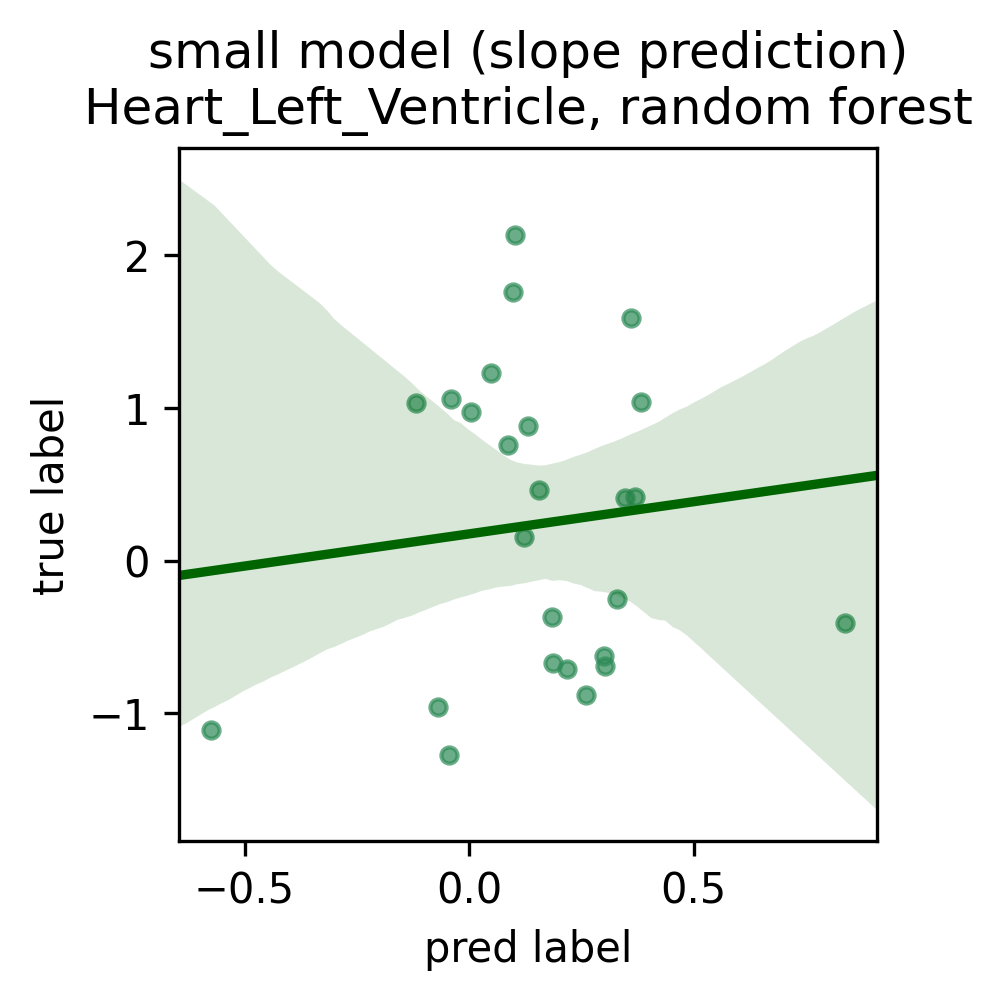 small model (slope prediction)
Heart_Left_Ventricle, random forest
2
1
0
−1
true label
−0.5 0.0 0.5
pred label